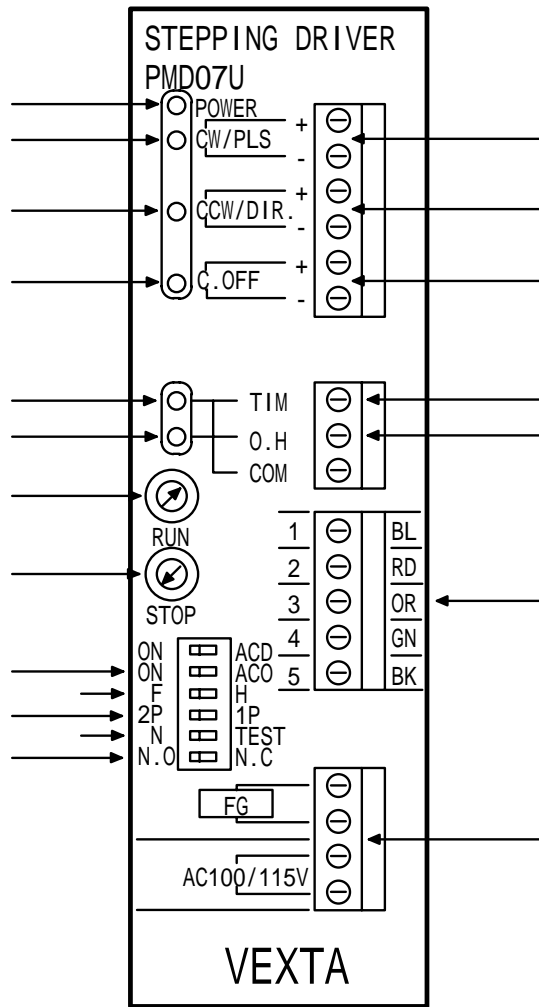 STEPPING DRIVER
PMD07U
POWER
+
CW/PLS
-
+
CCW/DIR.
-
+
C.OFF
-
TIM
O.H
COM
RUN
STOP
1 BL
2 RD
3 OR
4 GN
5 BK
ON ACD
ON ACO
F H
2P 1P
N TEST
N.O N.C
FG
AC100/115V
VEXTA